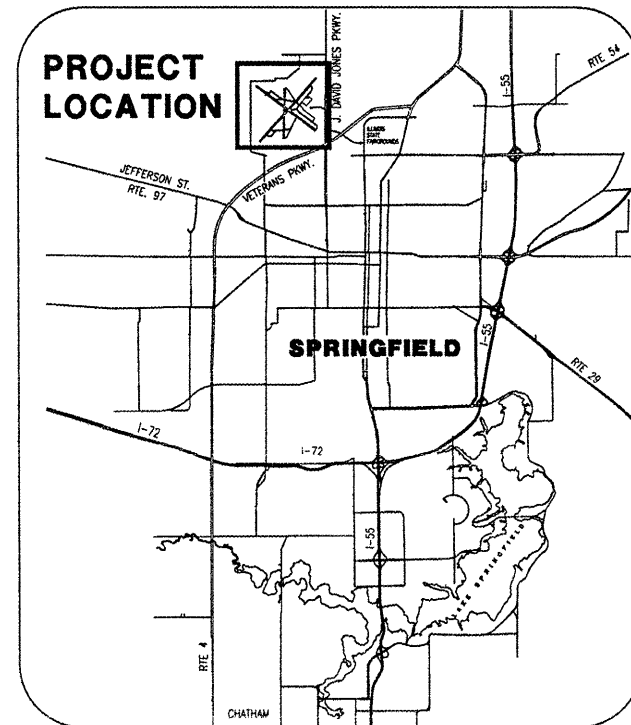 PROJECT
LOCATION
J. DAVID JONES PKWY.
I-55
RTE 54
ILLINOIS
STATE
FAIRGROUNDS
JEFFERSON ST.
RTE. 97
VETERANS PKWY.
SPRINGFIELD
I-55
RTE 29
I-72
I-72
I-55
LAKE SPRINGFIELD
RTE 4
CHATHAM